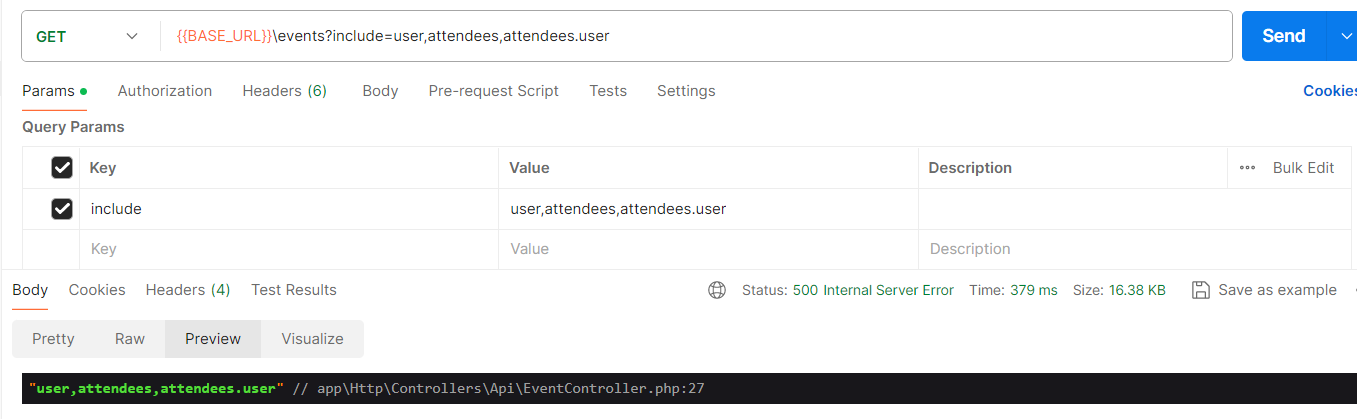 GET {{BASE_URL}}\events?include=user,attendees,attendees.user Send
Params Authorization Headers (6) Body Pre-request Script Tests Settings Cookies
Query Params
Key Value Description ••• Bulk Edit
include user,attendees,attendees.user
Key Value Description
Body Cookies Headers (4) Test Results Status: 500 Internal Server Error Time: 379 ms Size: 16.38 KB Save as example
Pretty Raw Preview Visualize
"user,attendees,attendees.user" // app\Http\Controllers\Api\EventController.php:27